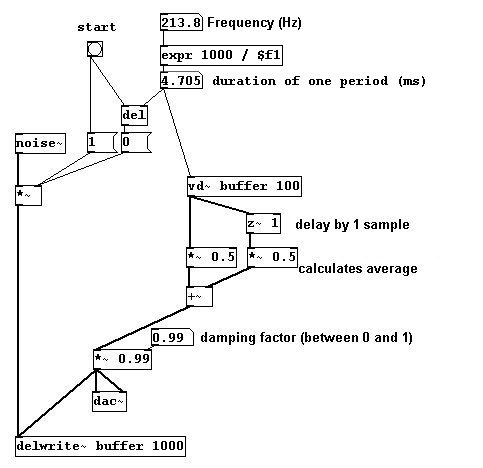 213.8 Frequency (Hz)
start
expr 1000 / $f1
4.705 duration of one period (ms)
del
noise~ 1 0
*~
vd~ buffer 100
z~ 1 delay by 1 sample
*~ 0.5 *~ 0.5
calculates average
+~
0.99 damping factor (between 0 and 1)
*~ 0.99
dac~
delwrite~ buffer 1000